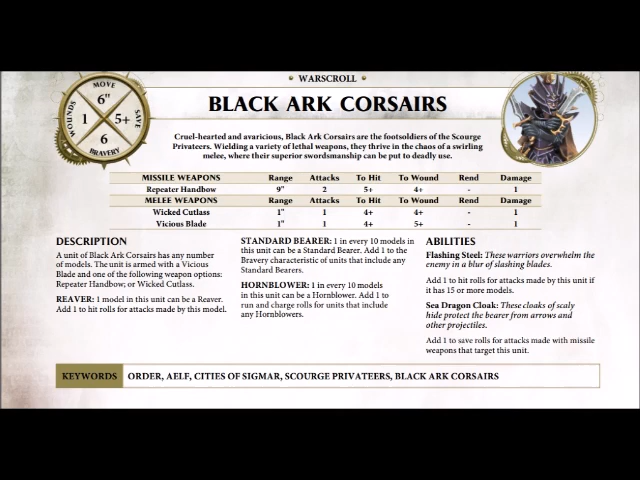 • WARSCROLL •
BLACK ARK CORSAIRS
MOVE
6"
WOUNDS
1
5+
SAVE
6
BRAVERY
Cruel-hearted and avaricious, Black Ark Corsairs are the footsoldiers of the Scourge
Privateers. Wielding a variety of lethal weapons, they thrive in the chaos of a swirling
melee, where their superior swordsmanship can be put to deadly use.
MISSILE WEAPONS Range Attacks To Hit To Wound Rend Damage
Repeater Handbow 9" 2 5+ 4+ - 1
MELEE WEAPONS Range Attacks To Hit To Wound Rend Damage
Wicked Cutlass 1" 1 4+ 4+ - 1
Vicious Blade 1" 1 4+ 5+ - 1
DESCRIPTION
A unit of Black Ark Corsairs has any number
of models. The unit is armed with a Vicious
Blade and one of the following weapon options:
Repeater Handbow; or Wicked Cutlass.
REAVER: 1 model in this unit can be a Reaver.
Add 1 to hit rolls for attacks made by this model.
STANDARD BEARER: 1 in every 10 models in
this unit can be a Standard Bearer. Add 1 to the
Bravery characteristic of units that include any
Standard Bearers.
HORNBLOWER: 1 in every 10 models
in this unit can be a Hornblower. Add 1 to
run and charge rolls for units that include
any Hornblowers.
ABILITIES
Flashing Steel: These warriors overwhelm the
enemy in a blur of slashing blades.
Add 1 to hit rolls for attacks made by this unit if
it has 15 or more models.
Sea Dragon Cloak: These cloaks of scaly
hide protect the bearer from arrows and
other projectiles.
Add 1 to save rolls for attacks made with missile
weapons that target this unit.
KEYWORDS ORDER, AELF, CITIES OF SIGMAR, SCOURGE PRIVATEERS, BLACK ARK CORSAIRS